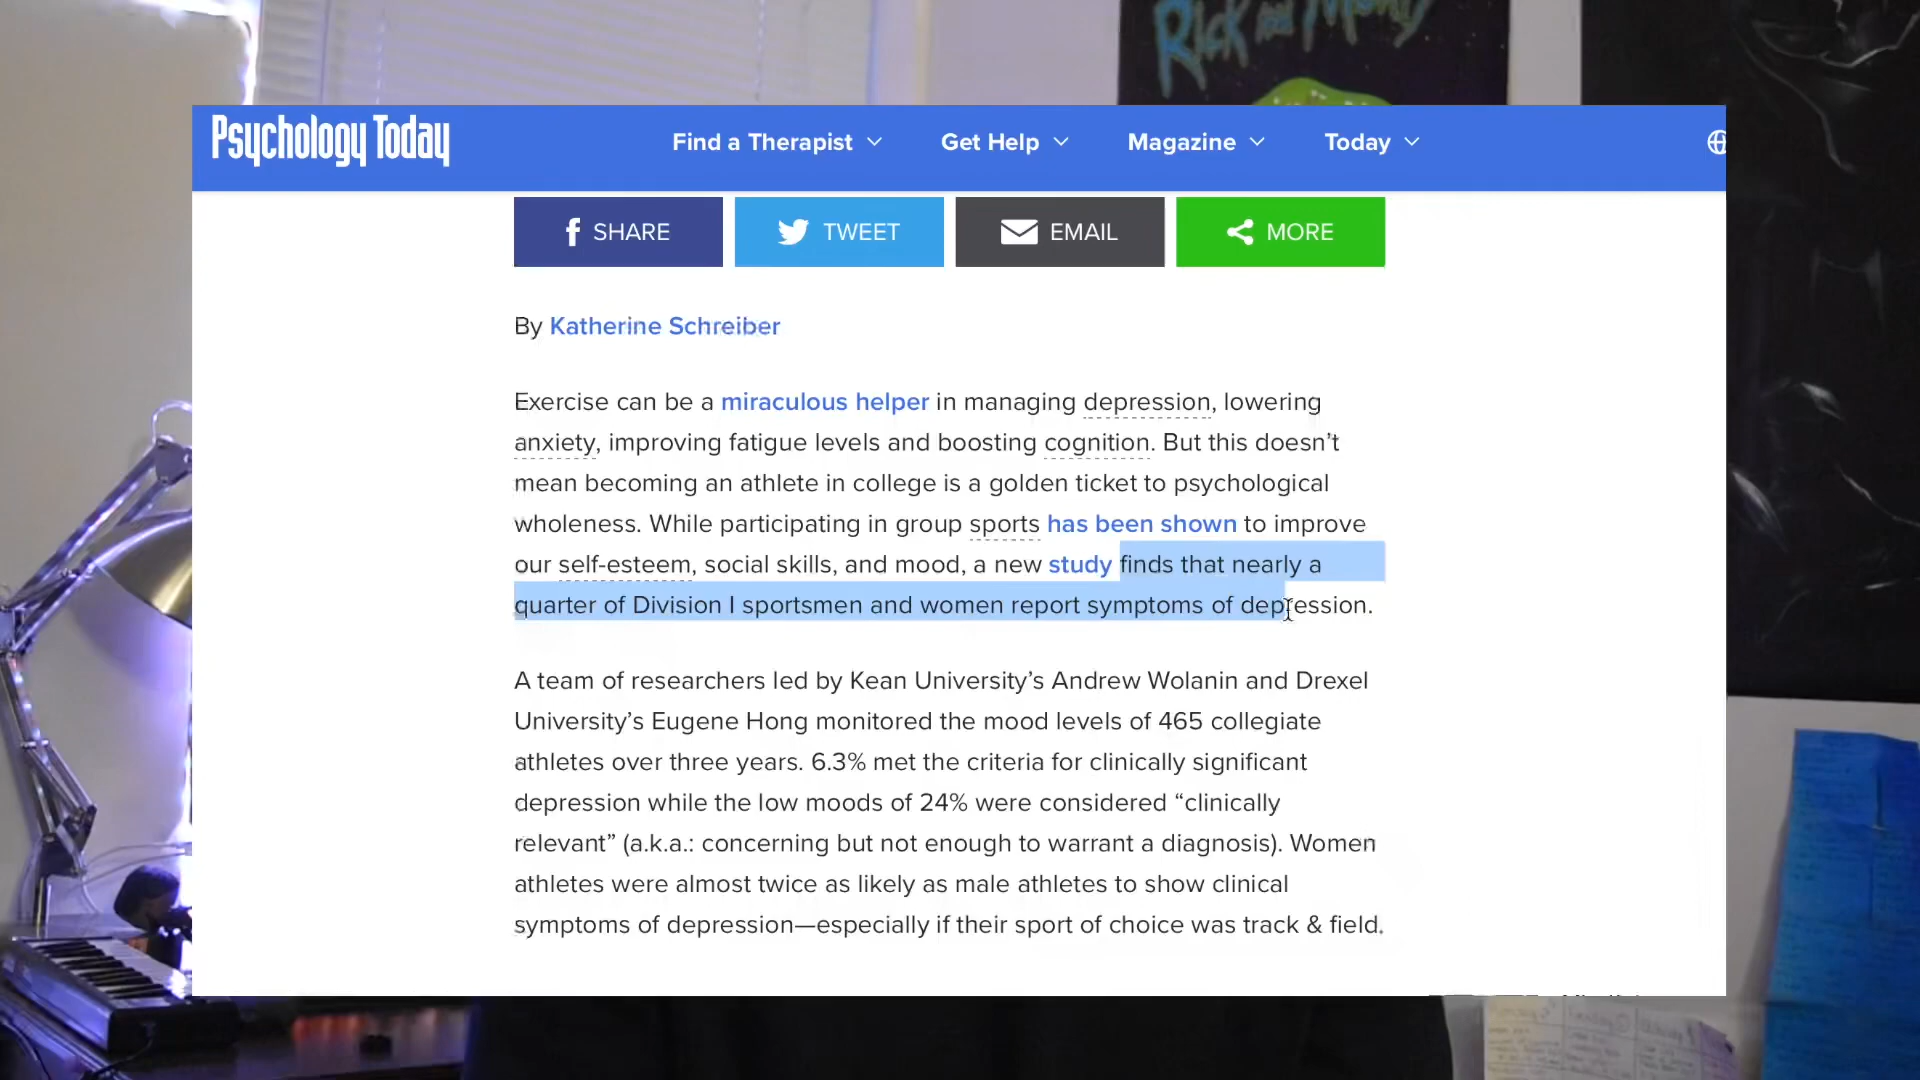 Rick and Morty
Psychology Today
Find a Therapist
Get Help
Magazine
Today
SHARE
TWEET
EMAIL
MORE
By Katherine Schreiber
Exercise can be a miraculous helper in managing depression, lowering
anxiety, improving fatigue levels and boosting cognition. But this doesn’t
mean becoming an athlete in college is a golden ticket to psychological
wholeness. While participating in group sports has been shown to improve
our self-esteem, social skills, and mood, a new study finds that nearly a
quarter of Division I sportsmen and women report symptoms of depression.
A team of researchers led by Kean University’s Andrew Wolanin and Drexel
University’s Eugene Hong monitored the mood levels of 465 collegiate
athletes over three years. 6.3% met the criteria for clinically significant
depression while the low moods of 24% were considered “clinically
relevant” (a.k.a.: concerning but not enough to warrant a diagnosis). Women
athletes were almost twice as likely as male athletes to show clinical
symptoms of depression—especially if their sport of choice was track & field.